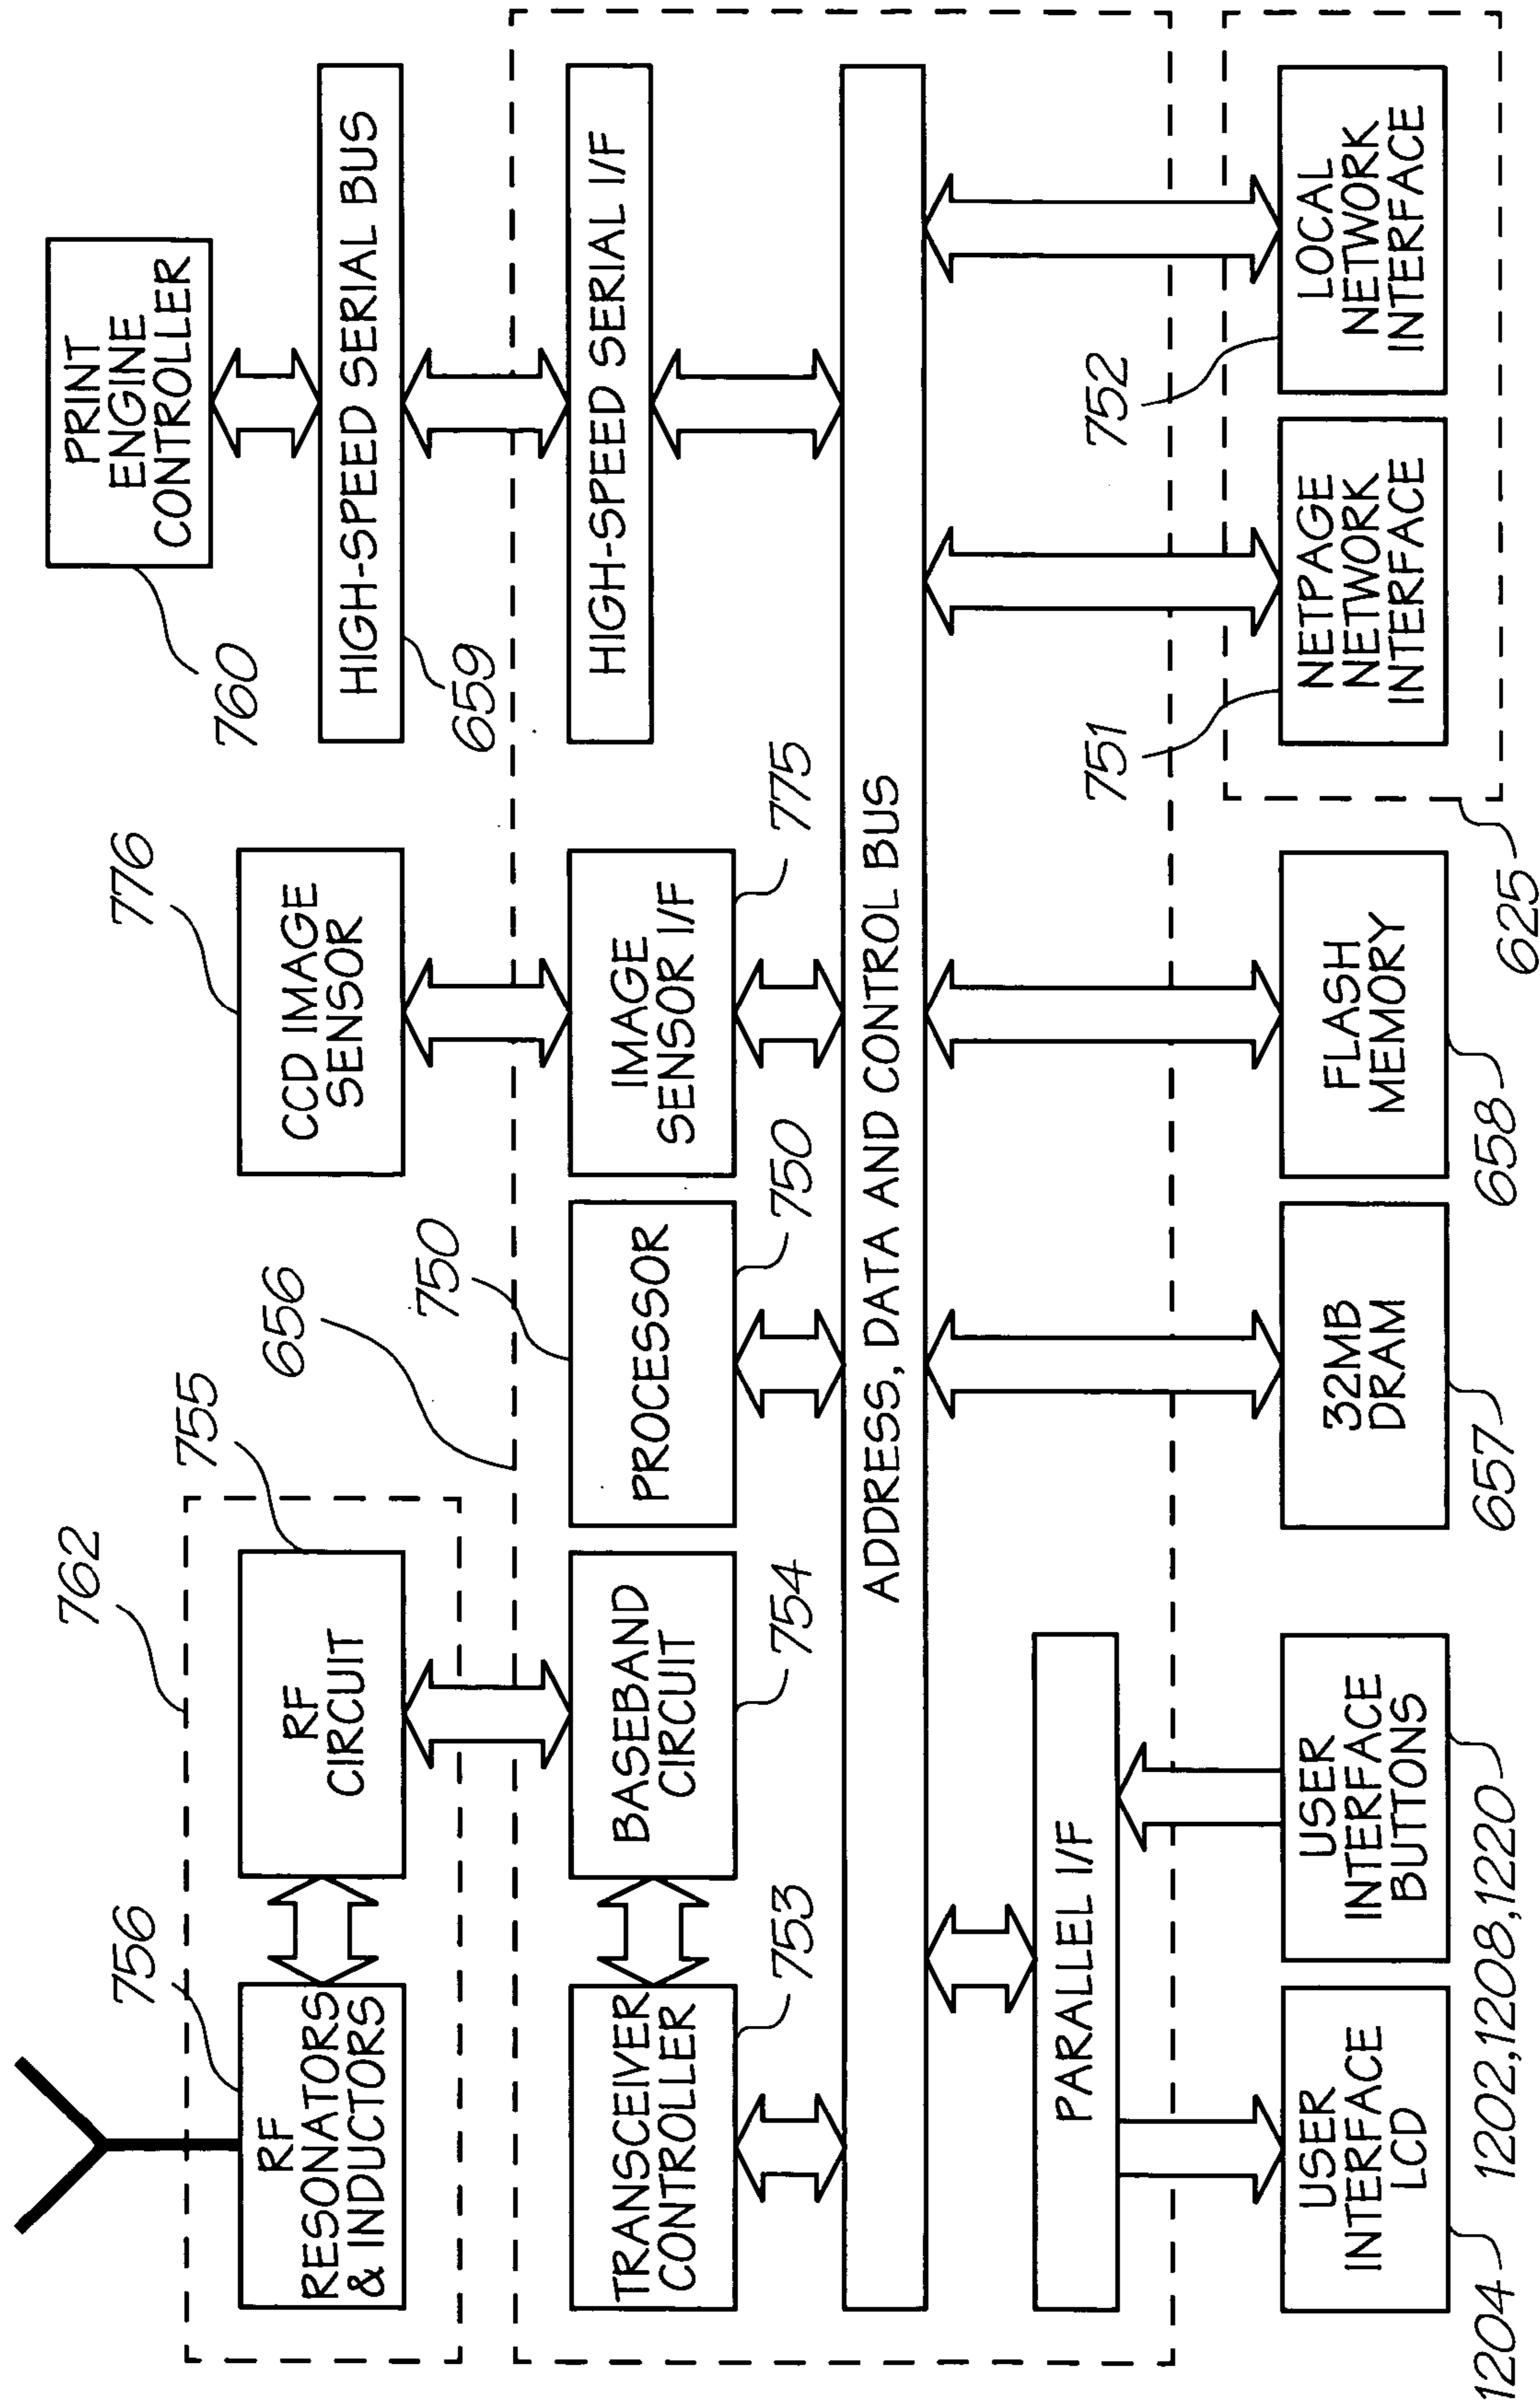 762
756
755
RF
RESONATORS
& INDUCTORS
RF
CIRCUIT
656
776
CCD IMAGE
SENSOR
760
PRINT
ENGINE
CONTROLLER
HIGH-SPEED SERIAL BUS
659
750
TRANSCEIVER
CONTROLLER
753
BASEBAND
CIRCUIT
754
PROCESSOR
750
IMAGE
SENSOR I/F
775
HIGH-SPEED SERIAL I/F
ADDRESS, DATA AND CONTROL BUS
PARALLEL I/F
751
752
USER
INTERFACE
LCD
1204
USER
INTERFACE
BUTTONS
1202,1208,1220
32MB
DRAM
657
FLASH
MEMORY
658
NETPAGE
NETWORK
INTERFACE
LOCAL
NETWORK
INTERFACE
625